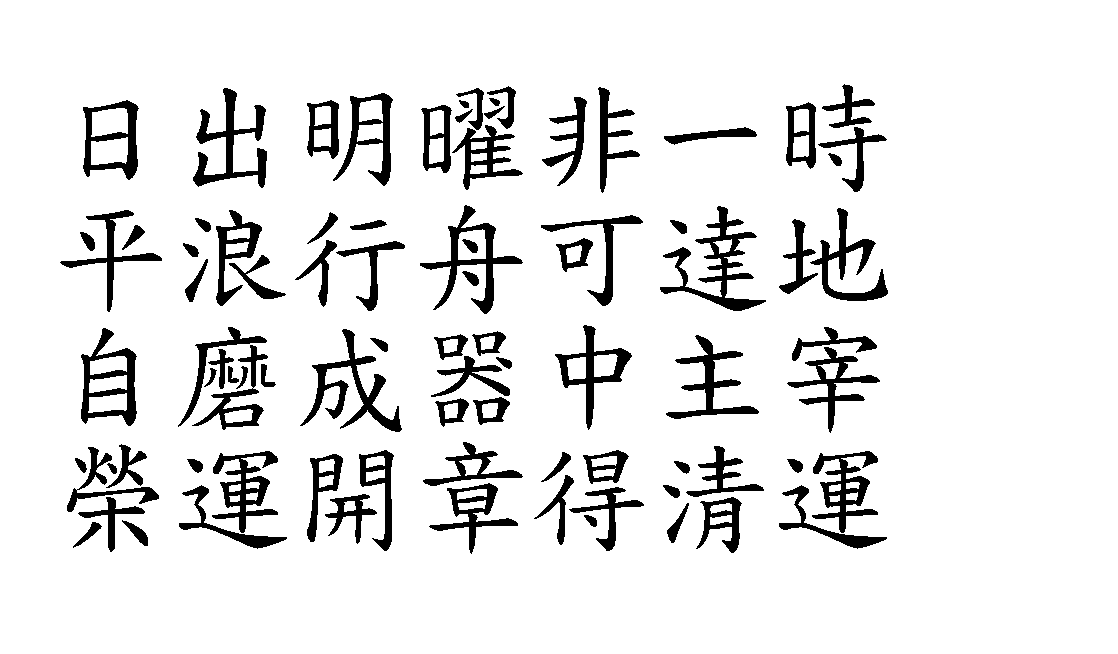 日出明曜非一時
平浪行舟可達地
自磨成器中主宰
榮運開章得清運